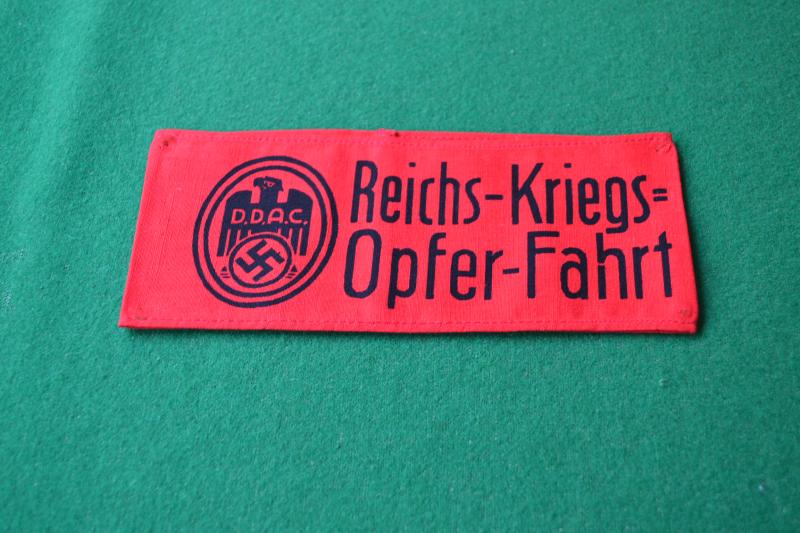 D.D.A.C.
Reichs-Kriegs=
Opfer-Fahrt